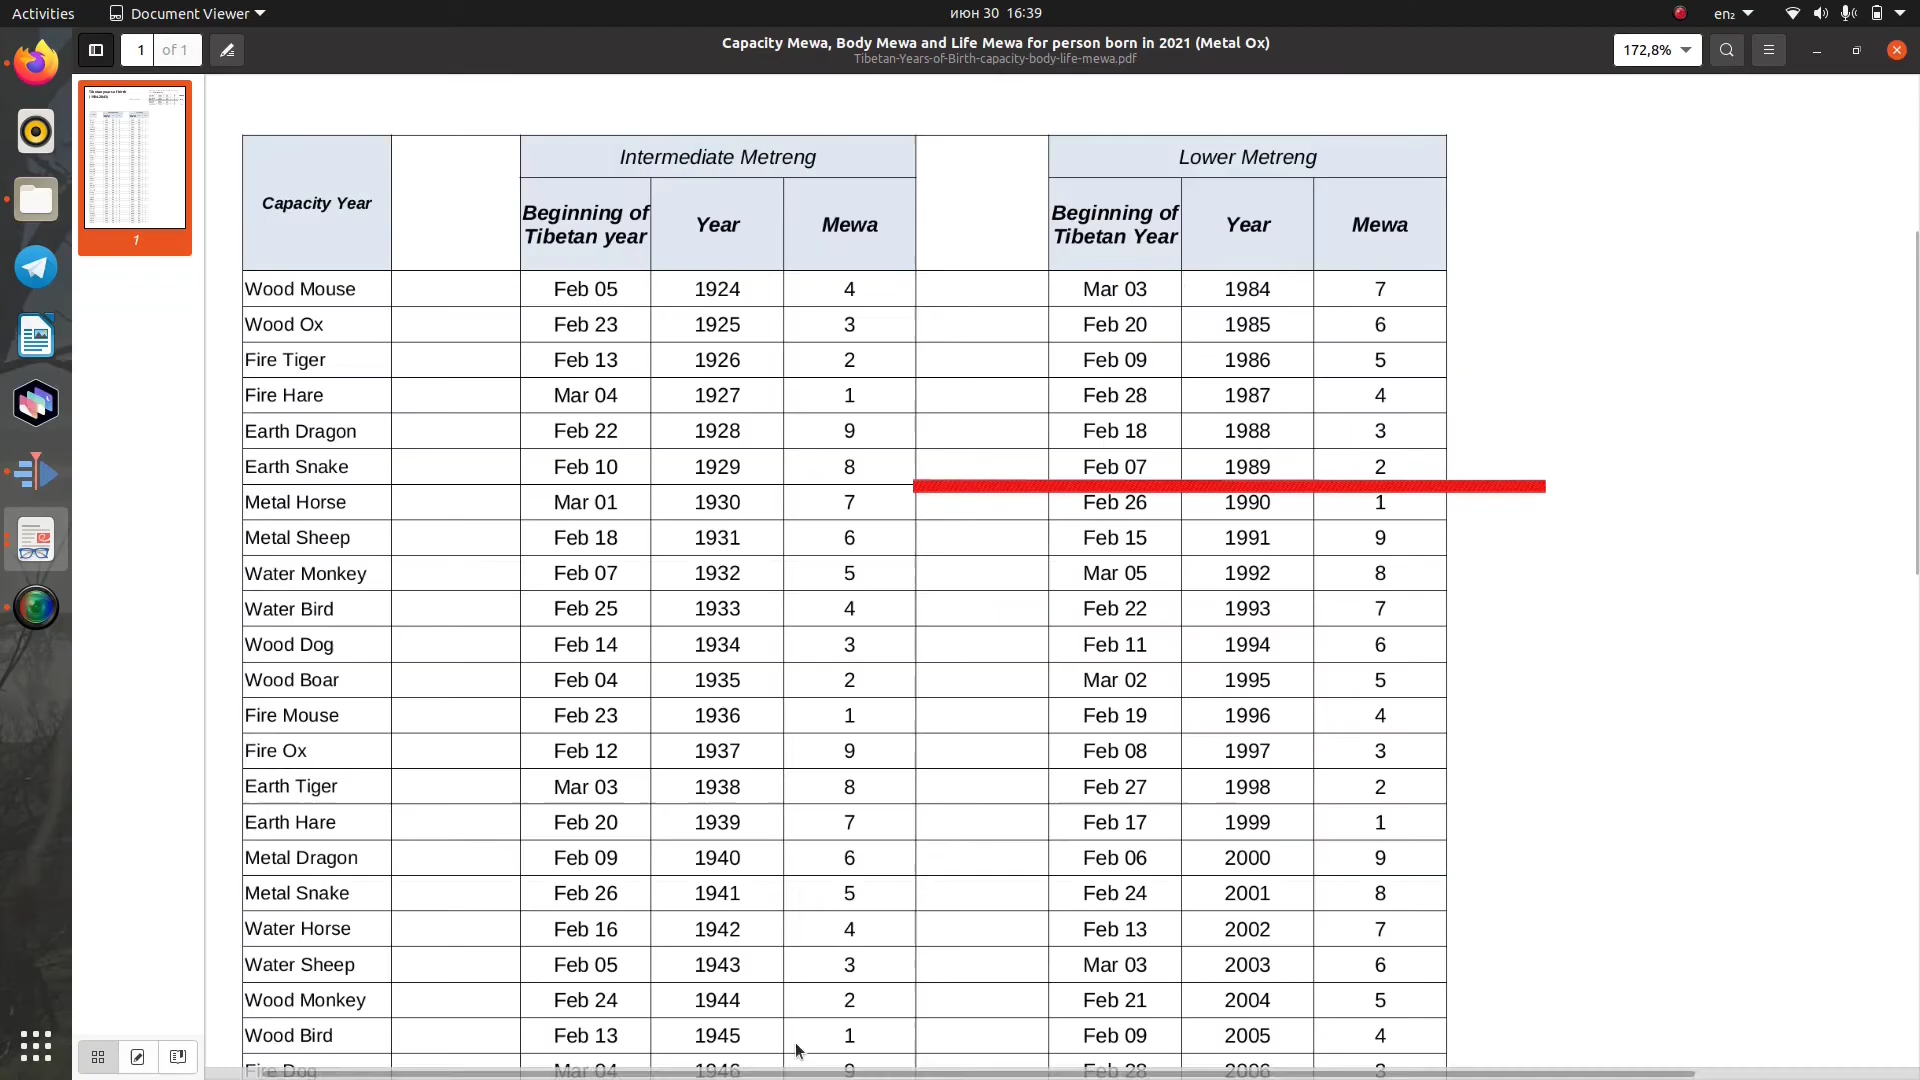 Activities Document Viewer июн 30 16:39 en₂
1 of 1 Capacity Mewa, Body Mewa and Life Mewa for person born in 2021 (Metal Ox) 172,8%
Tibetan-Years-of-Birth-capacity-body-life-mewa.pdf
1
Intermediate Metreng Lower Metreng
Capacity Year Beginning of Tibetan year Year Mewa Beginning of Tibetan Year Year Mewa
Wood Mouse Feb 05 1924 4 Mar 03 1984 7
Wood Ox Feb 23 1925 3 Feb 20 1985 6
Fire Tiger Feb 13 1926 2 Feb 09 1986 5
Fire Hare Mar 04 1927 1 Feb 28 1987 4
Earth Dragon Feb 22 1928 9 Feb 18 1988 3
Earth Snake Feb 10 1929 8 Feb 07 1989 2
Metal Horse Mar 01 1930 7 Feb 26 1990 1
Metal Sheep Feb 18 1931 6 Feb 15 1991 9
Water Monkey Feb 07 1932 5 Mar 05 1992 8
Water Bird Feb 25 1933 4 Feb 22 1993 7
Wood Dog Feb 14 1934 3 Feb 11 1994 6
Wood Boar Feb 04 1935 2 Mar 02 1995 5
Fire Mouse Feb 23 1936 1 Feb 19 1996 4
Fire Ox Feb 12 1937 9 Feb 08 1997 3
Earth Tiger Mar 03 1938 8 Feb 27 1998 2
Earth Hare Feb 20 1939 7 Feb 17 1999 1
Metal Dragon Feb 09 1940 6 Feb 06 2000 9
Metal Snake Feb 26 1941 5 Feb 24 2001 8
Water Horse Feb 16 1942 4 Feb 13 2002 7
Water Sheep Feb 05 1943 3 Mar 03 2003 6
Wood Monkey Feb 24 1944 2 Feb 21 2004 5
Wood Bird Feb 13 1945 1 Feb 09 2005 4
Fire Dog Mar 04 1946 9 Feb 28 2006 3